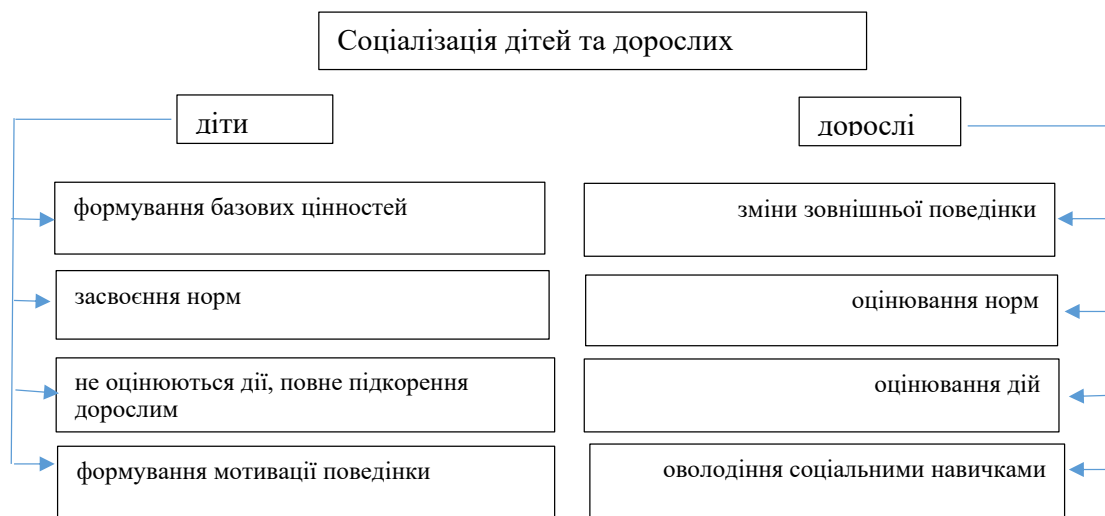 Соціалізація дітей та дорослих
діти
дорослі
формування базових цінностей
зміни зовнішньої поведінки
засвоєння норм
оцінювання норм
не оцінюються дії, повне підкорення
дорослим
оцінювання дій
формування мотивації поведінки
оволодіння соціальними навичками